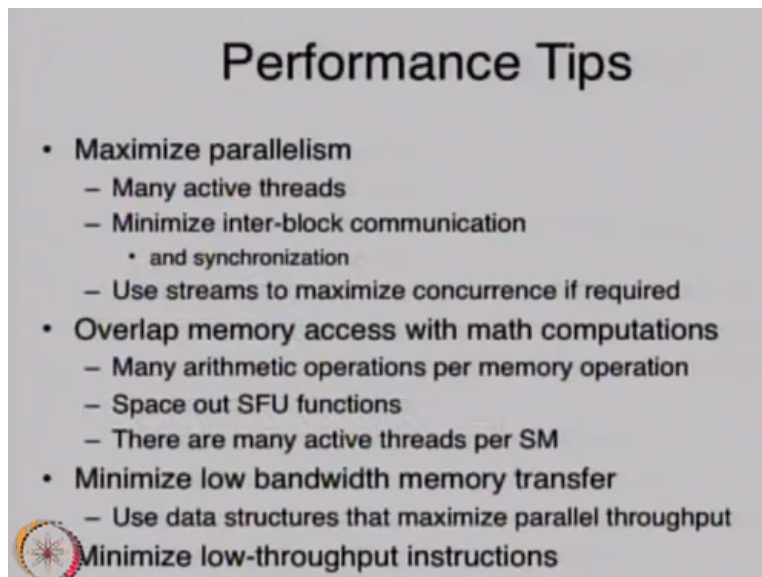 Performance Tips
• Maximize parallelism
– Many active threads
– Minimize inter-block communication
• and synchronization
– Use streams to maximize concurrence if required
• Overlap memory access with math computations
– Many arithmetic operations per memory operation
– Space out SFU functions
– There are many active threads per SM
• Minimize low bandwidth memory transfer
– Use data structures that maximize parallel throughput
Minimize low-throughput instructions